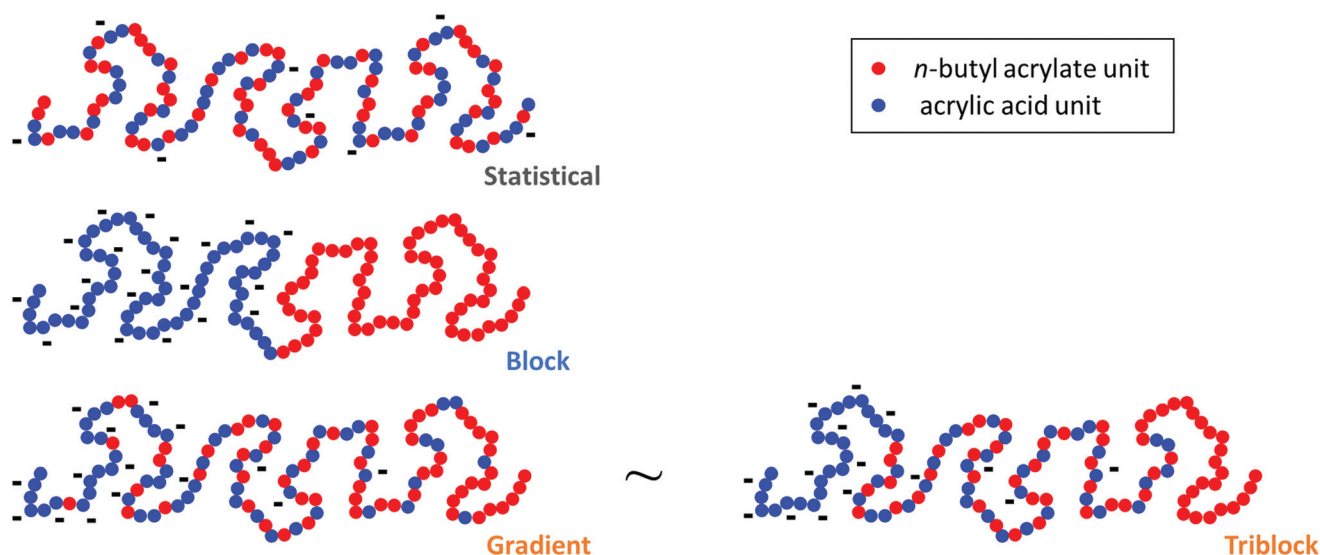 n-butyl acrylate unit
acrylic acid unit
Statistical
Block
Gradient
~
Triblock